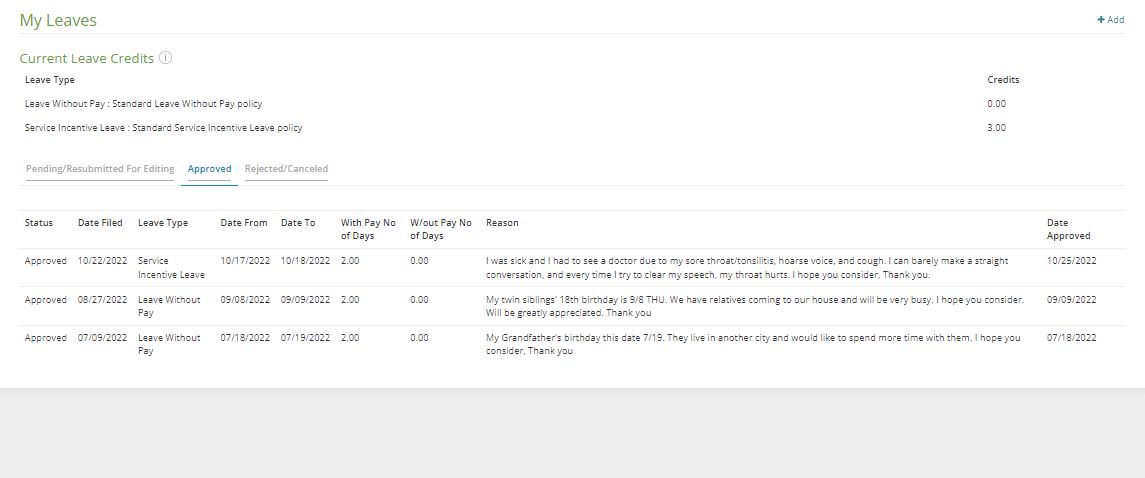 My Leaves
+ Add
Current Leave Credits
Leave Type Credits
Leave Without Pay : Standard Leave Without Pay policy 0.00
Service Incentive Leave : Standard Service Incentive Leave policy 3.00
Pending/Resubmitted For Editing Approved Rejected/Canceled
Status Date Filed Leave Type Date From Date To With Pay No W/out Pay No Reason Date
of Days of Days Approved
Approved 10/22/2022 Service 10/17/2022 10/18/2022 2.00 0.00 I was sick and I had to see a doctor due to my sore throat/tonsilitis, hoarse voice, and cough. I can barely make a straight 10/25/2022
Incentive Leave conversation, and every time I try to clear my speech, my throat hurts. I hope you consider, Thank you.
Approved 08/27/2022 Leave Without 09/08/2022 09/09/2022 2.00 0.00 My twin siblings' 18th birthday is 9/8 THU. We have relatives coming to our house and will be very busy. I hope you consider. 09/09/2022
Pay Will be greatly appreciated. Thank you
Approved 07/09/2022 Leave Without 07/18/2022 07/19/2022 2.00 0.00 My Grandfather's birthday this date 7/19. They live in another city and would like to spend more time with them. I hope you 07/18/2022
Pay consider, Thank you